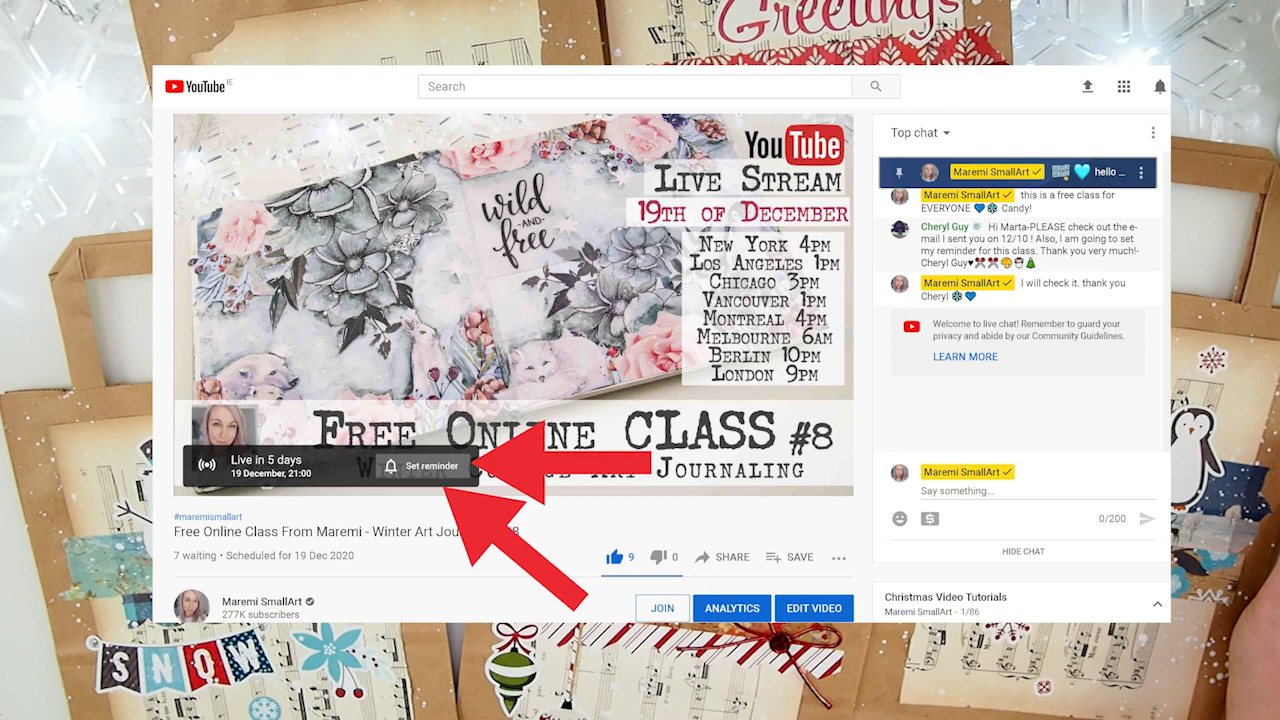 Greetings
YouTube IE
Search
Top chat
YouTube
LIVE STREAM
19TH OF DECEMBER
NEW YORK 4PM
LOS ANGELES 1PM
CHICAGO 3PM
VANCOUVER 1PM
MONTREAL 4PM
MELBOURNE 6AM
BERLIN 10PM
LONDON 9PM
wild
-AND-
free
FREE ONLINE CLASS #8
JOURNALING
Live in 5 days
19 December, 21:00
Set reminder
#maremismallart
Free Online Class From Maremi - Winter Art
7 waiting • Scheduled for 19 Dec 2020
9
0
SHARE
SAVE
Maremi SmallArt
277K subscribers
JOIN
ANALYTICS
EDIT VIDEO
Maremi SmallArt hello ...
Maremi SmallArt this is a free class for
EVERYONE Candy!
Cheryl Guy Hi Marta-PLEASE check out the e-
mail I sent you on 12/10 ! Also, I am going to set
my reminder for this class. Thank you very much!-
Cheryl Guy
Maremi SmallArt I will check it. thank you
Cheryl
Welcome to live chat! Remember to guard your
privacy and abide by our Community Guidelines.
LEARN MORE
Maremi SmallArt
Say something...
0/200
HIDE CHAT
Christmas Video Tutorials
Maremi SmallArt - 1/86
SNOW